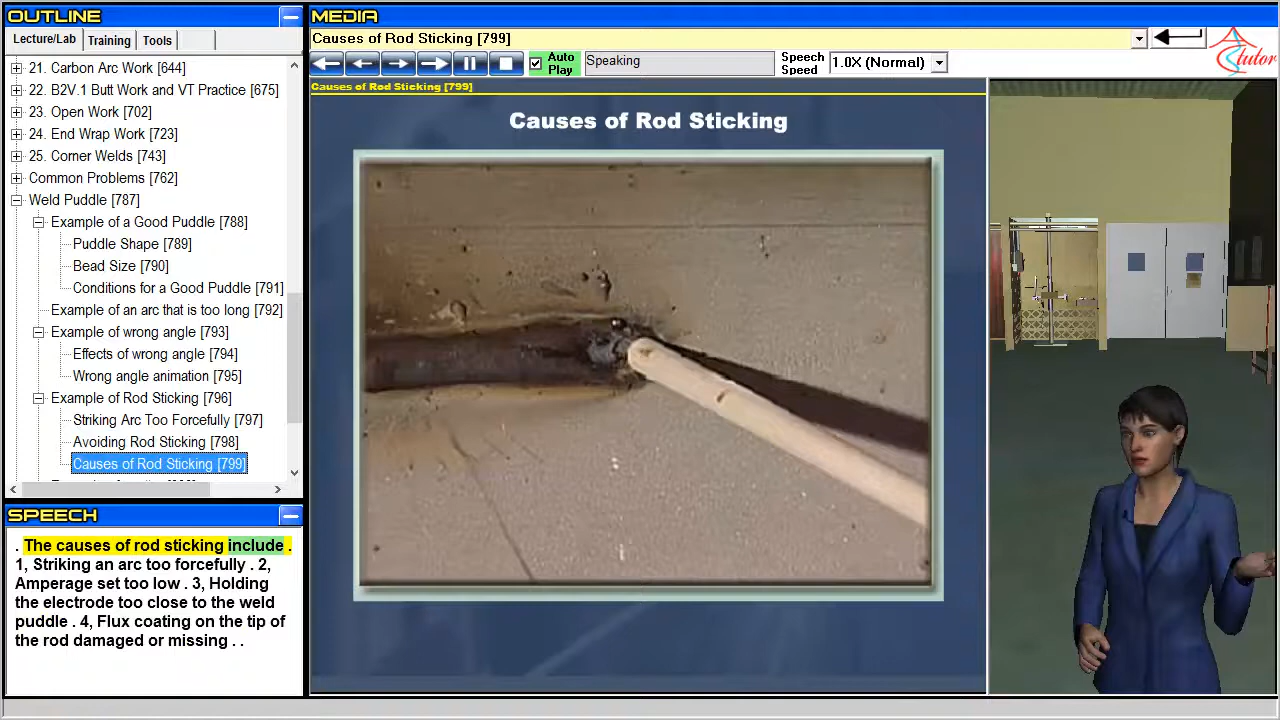 OUTLINE
Lecture/Lab Training Tools
21. Carbon Arc Work [644]
22. B2V.1 Butt Work and VT Practice [675]
23. Open Work [702]
24. End Wrap Work [723]
25. Corner Welds [743]
Common Problems [762]
Weld Puddle [787]
Example of a Good Puddle [788]
Puddle Shape [789]
Bead Size [790]
Conditions for a Good Puddle [791]
Example of an arc that is too long [792]
Example of wrong angle [793]
Effects of wrong angle [794]
Wrong angle animation [795]
Example of Rod Sticking [796]
Striking Arc Too Forcefully [797]
Avoiding Rod Sticking [798]
Causes of Rod Sticking [799]
SPEECH
. The causes of rod sticking include .
1, Striking an arc too forcefully . 2,
Amperage set too low . 3, Holding
the electrode too close to the weld
puddle . 4, Flux coating on the tip of
the rod damaged or missing . .
MEDIA
Causes of Rod Sticking [799]
Auto
Play
Speaking
Speech
Speed
1.0X (Normal)
Tutor
Causes of Rod Sticking [799]
Causes of Rod Sticking